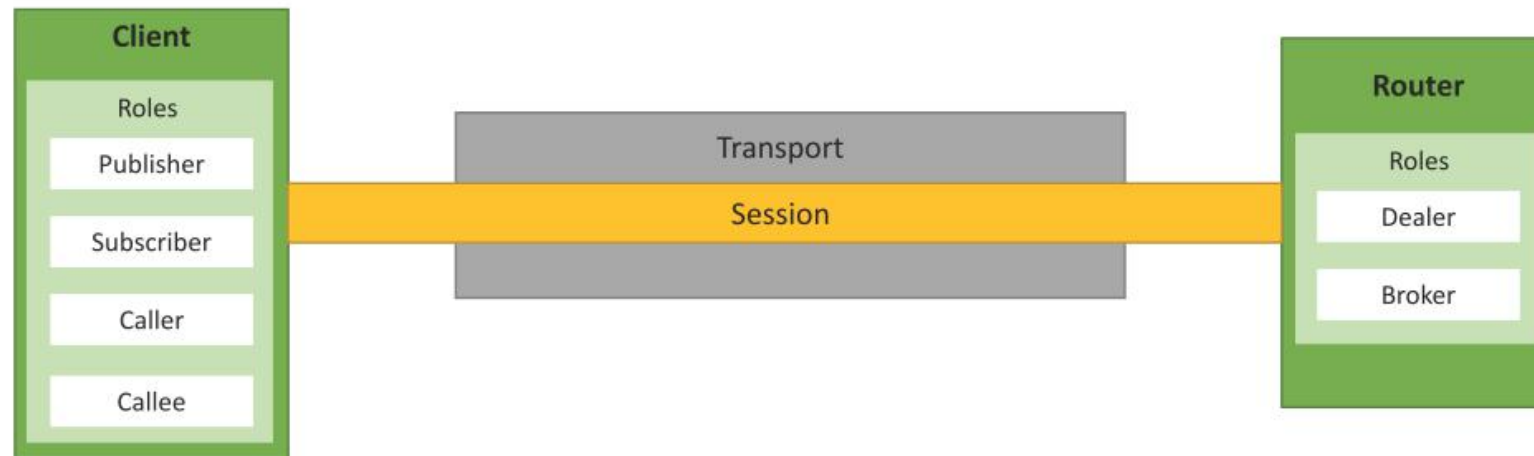 Client
Roles
Publisher
Subscriber
Caller
Callee
Transport
Session
Router
Roles
Dealer
Broker